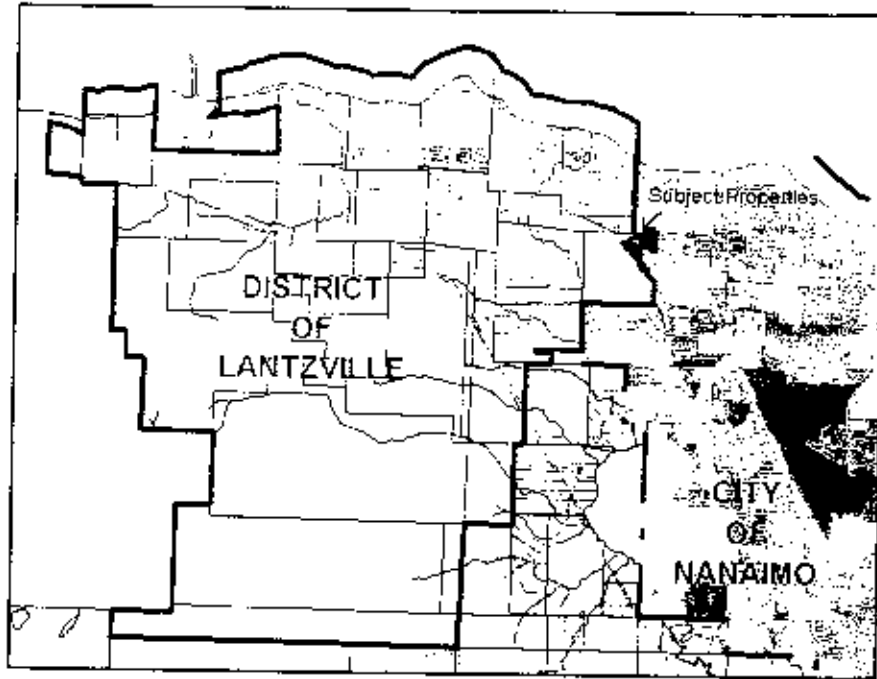 Subject Properties
DISTRICT
OF
LANTZVILLE
CITY
OF
NANAIMO